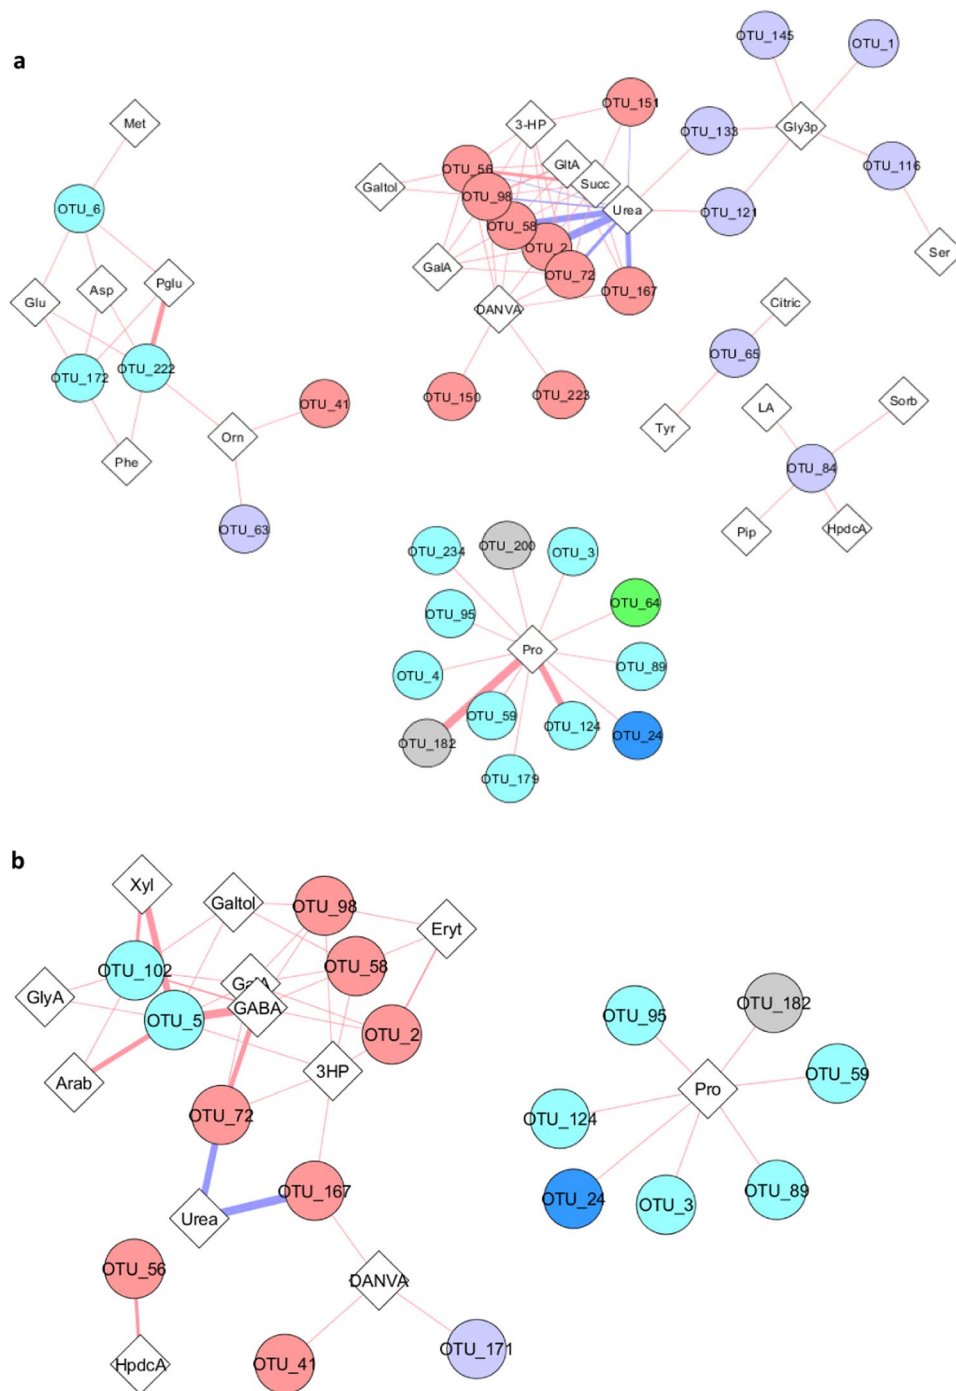 a
OTU_145
OTU_1
Met
3-HP
OTU_151
OTU_133
Gly3p
GltA
OTU_56
Succ
OTU_116
Galtol
OTU_98
Urea
OTU_6
OTU_58
OTU_121
OTU_2
Ser
GalA
OTU_72
Asp
Pglu
OTU_167
Glu
DANVA
Citric
OTU_65
OTU_222
OTU_172
OTU_150
OTU_223
OTU_41
LA
Sorb
Tyr
Orn
Phe
OTU_84
OTU_63
Pip
HpdcA
OTU_234
OTU_200
OTU_3
OTU_64
OTU_95
Pro
OTU_4
OTU_89
OTU_59
OTU_124
OTU_182
OTU_24
OTU_179
b
Xyl
Galtol
OTU_98
Eryt
OTU_102
OTU_58
GalA
GlyA
GABA
OTU_5
OTU_2
OTU_182
OTU_95
3HP
Arab
OTU_59
Pro
OTU_72
OTU_124
OTU_167
OTU_24
OTU_3
OTU_89
Urea
OTU_56
DANVA
OTU_171
HpdcA
OTU_41